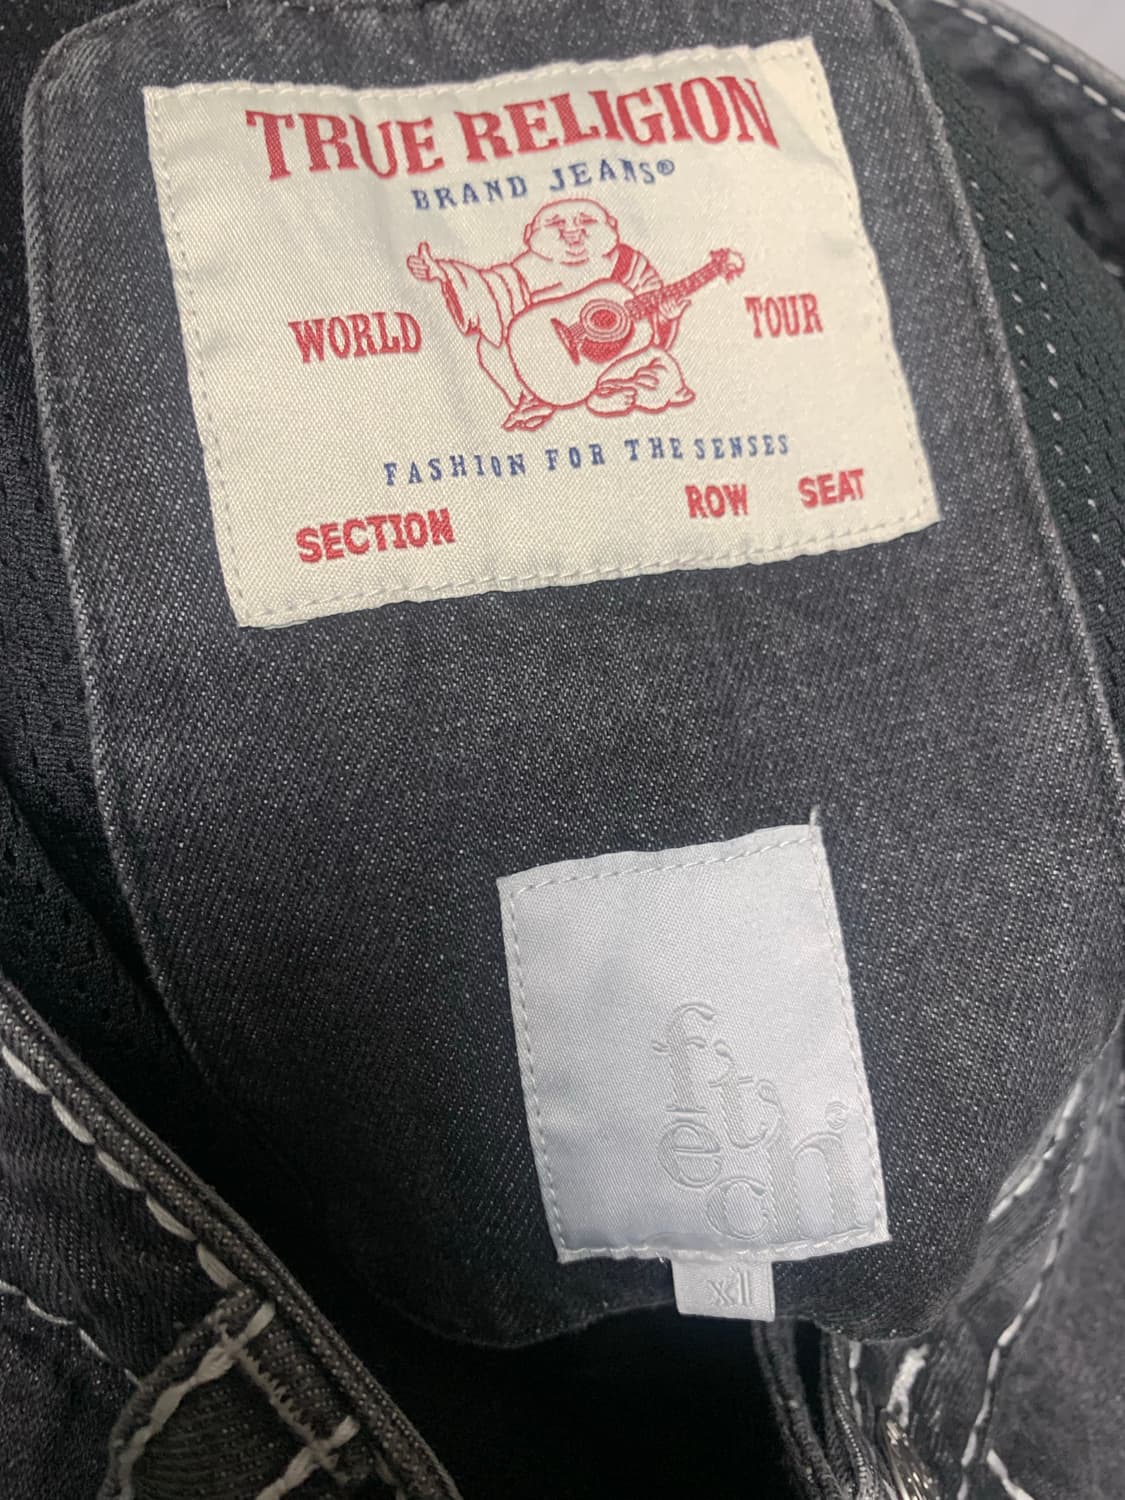 TRUE RELIGION
BRAND JEANS®
WORLD TOUR
FASHION FOR THE SENSES
SECTION ROW SEAT
fetch
xl